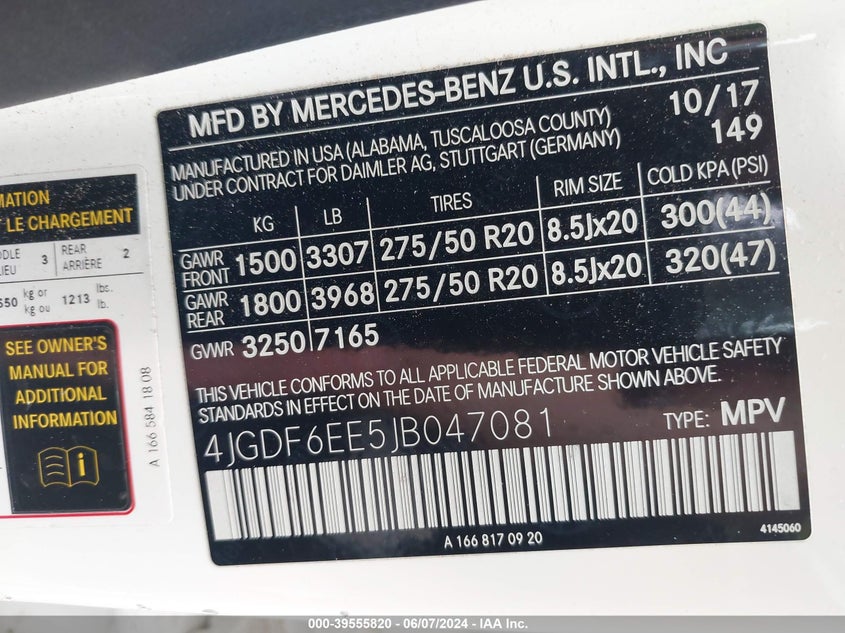 MFD BY MERCEDES-BENZ U.S. INTL., INC
10/17
MANUFACTURED IN USA (ALABAMA, TUSCALOOSA COUNTY)
149
UNDER CONTRACT FOR DAIMLER AG, STUTTGART (GERMANY)
KG LB TIRES RIM SIZE COLD KPA (PSI)
GAWR FRONT 1500 3307 275/50 R20 8.5Jx20 300(44)
GAWR REAR 1800 3968 275/50 R20 8.5Jx20 320(47)
GVWR 3250 7165
THIS VEHICLE CONFORMS TO ALL APPLICABLE FEDERAL MOTOR VEHICLE SAFETY
STANDARDS IN EFFECT ON THE DATE OF MANUFACTURE SHOWN ABOVE.
4JGDF6EE5JB047081 TYPE: MPV
4145060
A 166 817 09 20
LE CHARGEMENT
3 REAR 2
ARRIÈRE
kg or 1213 lbc.
kg ou lb.
SEE OWNER'S
MANUAL FOR
ADDITIONAL
INFORMATION
A 166 584 18 08
000-39555820 - 06/07/2024 - IAA Inc.